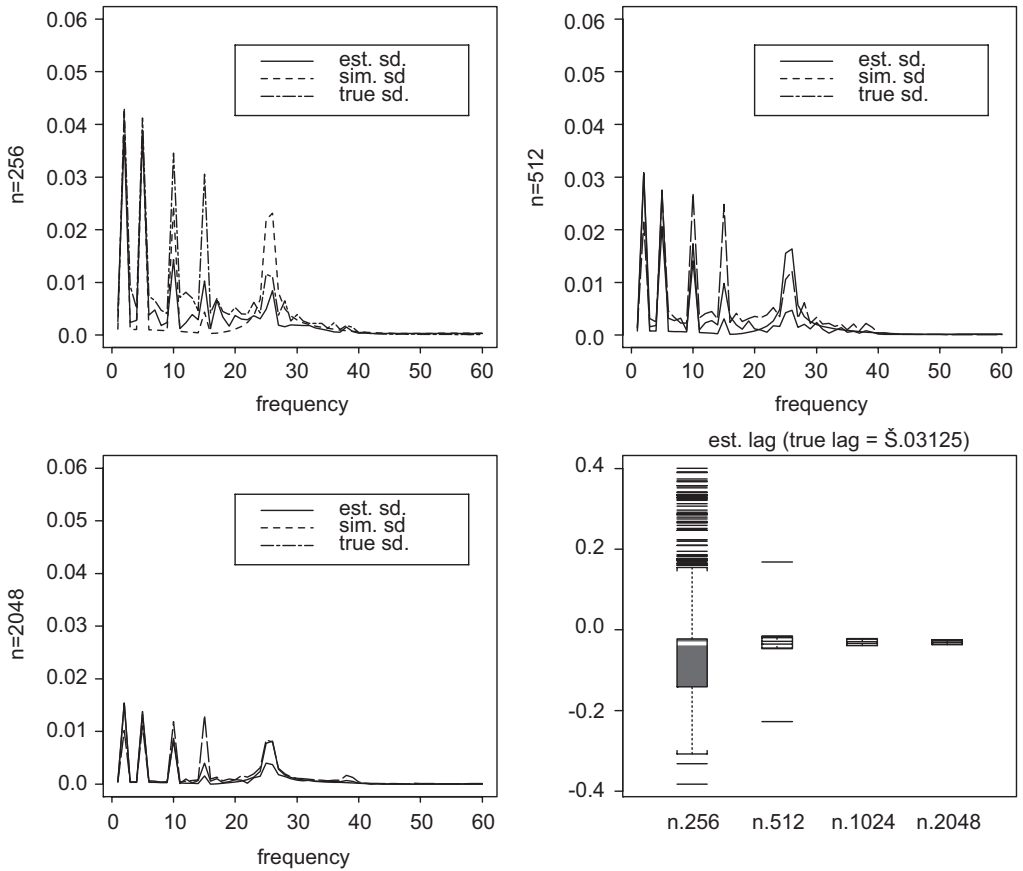 0.06
0.05
0.04
0.03
0.02
0.01
0.0
n=256
est. sd.
sim. sd
true sd.
0 10 20 30 40 50 60
frequency
0.06
0.05
0.04
0.03
0.02
0.01
0.0
n=512
est. sd.
sim. sd
true sd.
0 10 20 30 40 50 60
frequency
0.06
0.05
0.04
0.03
0.02
0.01
0.0
n=2048
est. sd.
sim. sd
true sd.
0 10 20 30 40 50 60
frequency
est. lag (true lag = Š.03125)
0.4
0.2
0.0
-0.2
-0.4
n.256 n.512 n.1024 n.2048